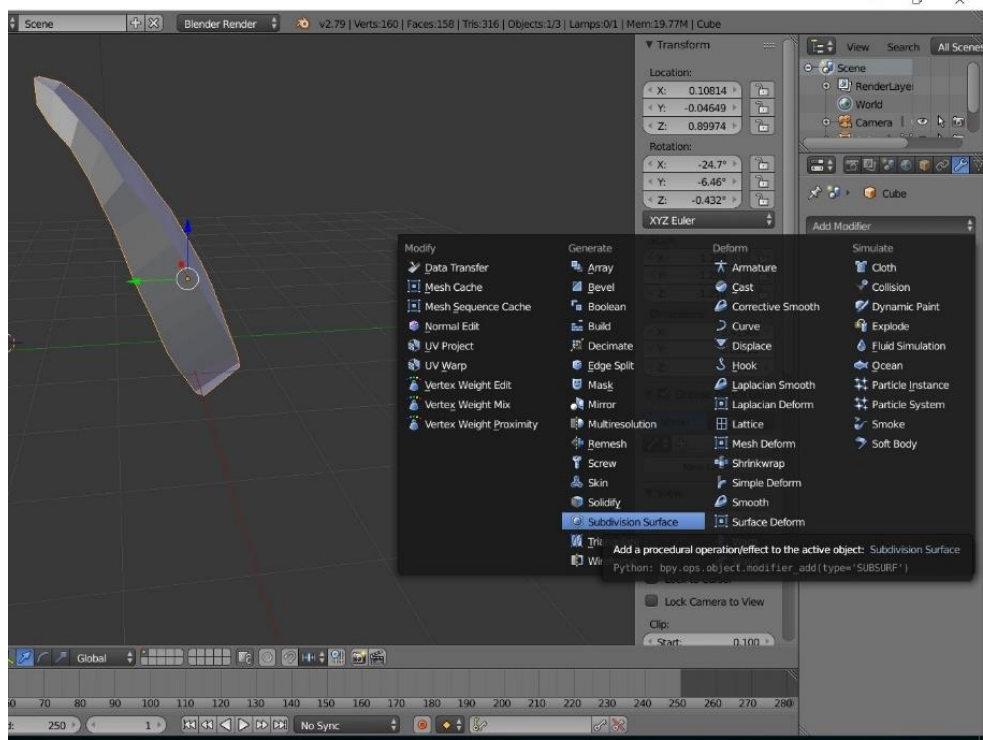 Scene
Blender Render
v2.79 | Verts:160 | Faces:158 | Tris:316 | Objects:1/3 | Lamps:0/1 | Mem:19.77M | Cube
Transform
Location:
X: 0.10814
Y: -0.04649
Z: 0.89974
Rotation:
X: -24.7°
Y: -6.46°
Z: -0.432°
XYZ Euler
View Search All Scenes
Scene
RenderLayer
World
Camera
Cube
Add Modifier
Modify
Data Transfer
Mesh Cache
Mesh Sequence Cache
Normal Edit
UV Project
UV Warp
Vertex Weight Edit
Vertex Weight Mix
Vertex Weight Proximity
Generate
Array
Bevel
Boolean
Build
Decimate
Edge Split
Mask
Mirror
Multiresolution
Remesh
Screw
Skin
Solidify
Subdivision Surface
Deform
Armature
Cast
Corrective Smooth
Curve
Displace
Hook
Laplacian Smooth
Laplacian Deform
Lattice
Mesh Deform
Shrinkwrap
Simple Deform
Smooth
Surface Deform
Simulate
Cloth
Collision
Dynamic Paint
Explode
Fluid Simulation
Ocean
Particle Instance
Particle System
Smoke
Soft Body
Add a procedural operation/effect to the active object: Subdivision Surface
Python: bpy.ops.object.modifier_add(type='SUBSURF')
Lock to Cursor
Lock Camera to View
Clip:
Start: 0.100
Global
70 80 90 100 110 120 130 140 150 160 170 180 190 200 210 220 230 240 250 260 270 280
250 1 No Sync